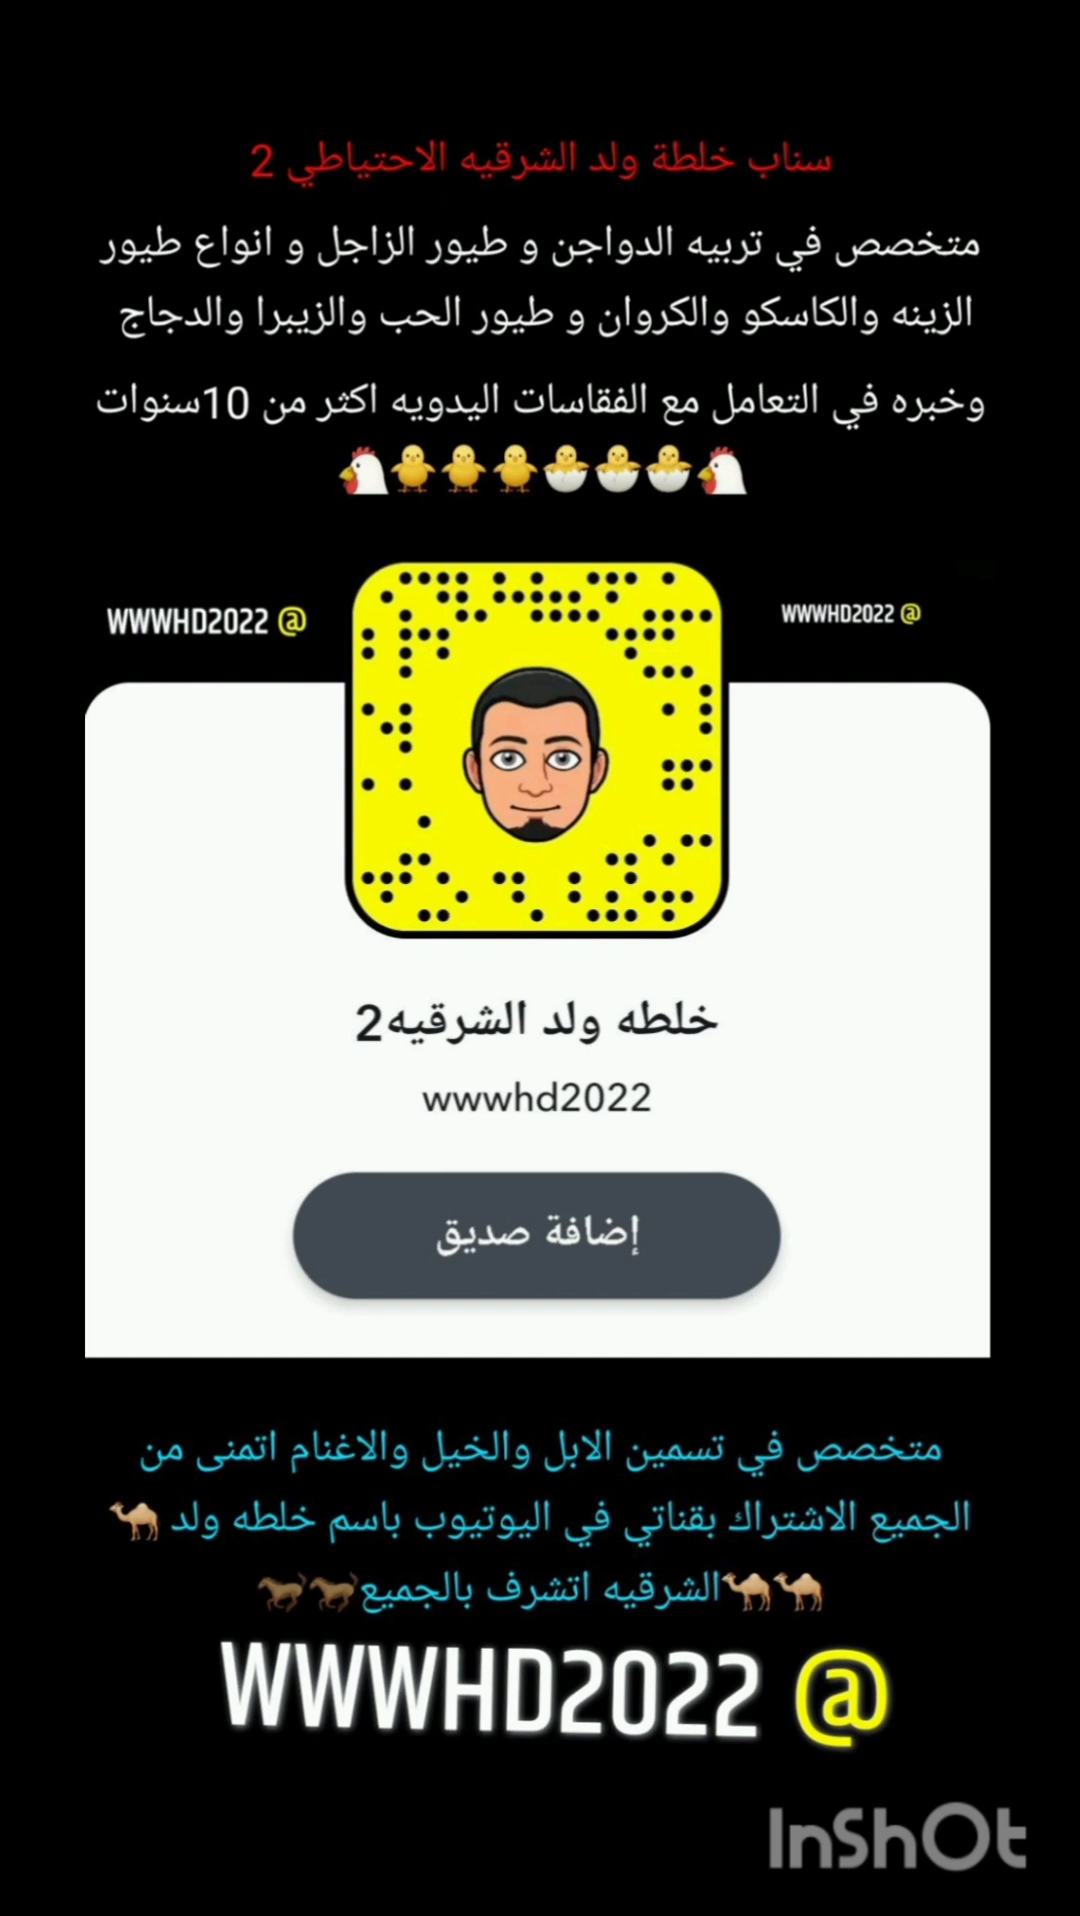 سناب خلطة ولد الشرقيه الاحتياطي 2
متخصص في تربيه الدواجن و طيور الزاجل و انواع طيور
الزينه والكاسكو والكروان و طيور الحب والزيبرا والدجاج
وخبره في التعامل مع الفقاسات اليدويه اكثر من 10سنوات
🐔🐣🐣🐣🐥🐥🐥🐔
WWWHD2022 @
WWWHD2022 @
خلطه ولد الشرقيه2
wwwhd2022
إضافة صديق
متخصص في تسمين الابل والخيل والاغنام اتمنى من
الجميع الاشتراك بقناتي في اليوتيوب باسم خلطه ولد 🐪
🐪🐪الشرقيه اتشرف بالجميع🐎🐎
WWWHD2022 @
InShOt